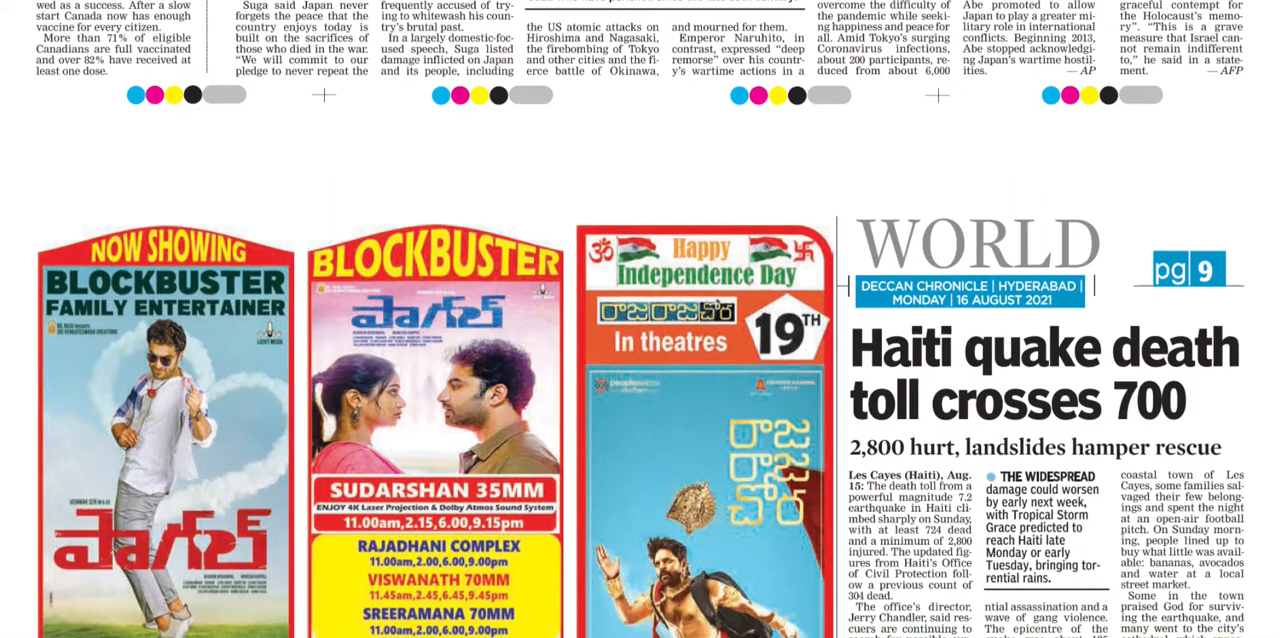 wed as a success. After a slow
start Canada now has enough
vaccine for every citizen.
More than 71% of eligible
Canadians are full vaccinated
and over 82% have received at
least one dose.
Suga said Japan never
forgets the peace that the
country enjoys today is
built on the sacrifices of
those who died in the war.
“We will commit to our
pledge to never repeat the
frequently accused of try-
ing to whitewash his coun-
try’s brutal past.
In a largely domestic-foc-
used speech, Suga listed
damage inflicted on Japan
and its people, including
the US atomic attacks on
Hiroshima and Nagasaki,
the firebombing of Tokyo
and other cities and the fi-
erce battle of Okinawa,
and mourned for them.
Emperor Naruhito, in
contrast, expressed “deep
remorse” over his coun-
try’s wartime actions in a
overcome the difficulty of
the pandemic while seeki-
ng happiness and peace for
all. Amid Tokyo’s surging
Coronavirus infections,
about 200 participants, re-
duced from about 6,000
Abe promoted to allow
Japan to play a greater mi-
litary role in international
conflicts. Beginning 2013,
Abe stopped acknowledgi-
ng Japan’s wartime hostil-
ities. — AP
graceful contempt for
the Holocaust’s memo-
ry”. “This is a grave
measure that Israel can-
not remain indifferent
to,” he said in a state-
ment. — AFP
NOW SHOWING
BLOCKBUSTER
FAMILY ENTERTAINER
LUCKY MEDIA
పాగల్
BLOCKBUSTER
పాగల్
SUDARSHAN 35MM
ENJOY 4K Laser Projection & Dolby Atmos Sound System
11.00am,2.15,6.00,9.15pm
RAJADHANI COMPLEX
11.00am,2.00,6.00,9.00pm
VISWANATH 70MM
11.45am,2.45,6.45,9.45pm
SREERAMANA 70MM
11.00am,2.00,6.00,9.00pm
ॐ Happy 卐
Independence Day
రాజ రాజ చోర
In theatres
19TH
రాజ
రాజ
చోర
WORLD
DECCAN CHRONICLE | HYDERABAD |
MONDAY | 16 AUGUST 2021
pg 9
Haiti quake death
toll crosses 700
2,800 hurt, landslides hamper rescue
Les Cayes (Haiti), Aug.
15: The death toll from a
powerful magnitude 7.2
earthquake in Haiti cli-
mbed sharply on Sunday,
with at least 724 dead
and a minimum of 2,800
injured. The updated fig-
ures from Haiti’s Office
of Civil Protection foll-
ow a previous count of
304 dead.
The office’s director,
Jerry Chandler, said res-
cuers are continuing to
● THE WIDESPREAD
damage could worsen
by early next week,
with Tropical Storm
Grace predicted to
reach Haiti late
Monday or early
Tuesday, bringing tor-
rential rains.
ntial assassination and a
wave of gang violence.
The epicentre of the
coastal town of Les
Cayes, some families sal-
vaged their few belong-
ings and spent the night
at an open-air football
pitch. On Sunday morn-
ing, people lined up to
buy what little was avail-
able: bananas, avocados
and water at a local
street market.
Some in the town
praised God for surviv-
ing the earthquake, and
many went to the city’s